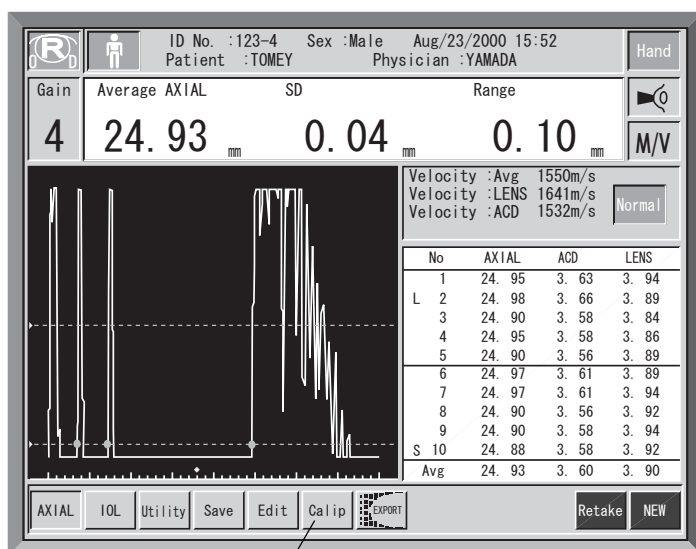 ID No. :123-4 Sex :Male Aug/23/2000 15:52
Patient :TOMEY Physician :YAMADA
Hand
R
O D
Gain
4
Average AXIAL SD Range
24.93 mm 0.04 mm 0.10 mm
M/V
Velocity :Avg 1550m/s
Velocity :LENS 1641m/s
Velocity :ACD 1532m/s
Normal
No AXIAL ACD LENS
1 24.95 3.63 3.94
L 2 24.98 3.66 3.89
3 24.90 3.58 3.84
4 24.95 3.58 3.86
5 24.90 3.56 3.89
6 24.97 3.61 3.89
7 24.97 3.61 3.94
8 24.90 3.56 3.92
9 24.90 3.58 3.94
S 10 24.88 3.58 3.92
Avg 24.93 3.60 3.90
AXIAL IOL Utility Save Edit Calip EXPORT Retake NEW